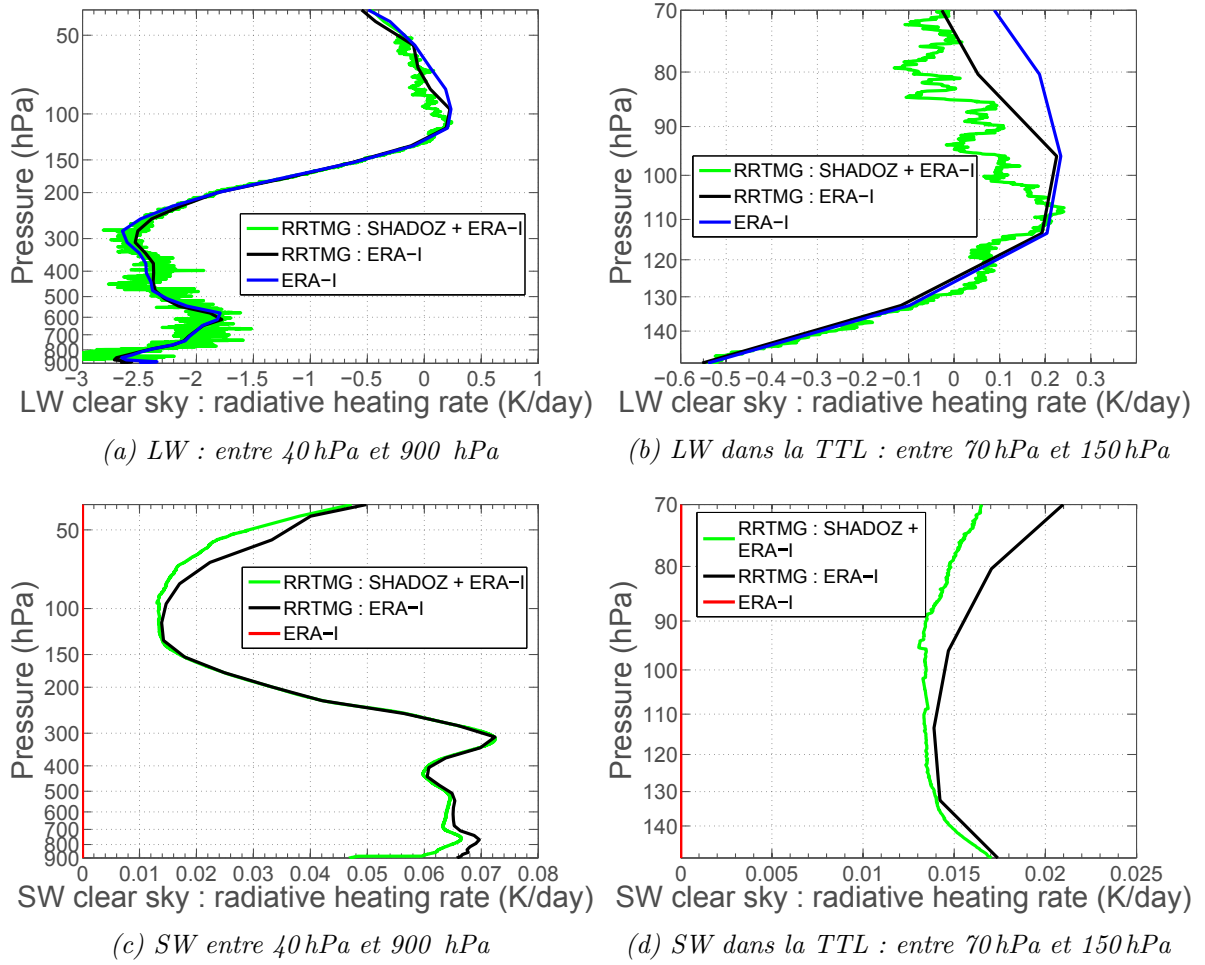 50
100
150
200
300
400
500
600
700
800
900
−3 −2.5 −2 −1.5 −1 −0.5 0 0.5 1
Pressure (hPa)
LW clear sky : radiative heating rate (K/day)
RRTMG : SHADOZ + ERA−I
RRTMG : ERA−I
ERA−I
(a) LW : entre 40 hPa et 900 hPa
70
80
90
100
110
120
130
140
−0.6 −0.5 −0.4 −0.3 −0.2 −0.1 0 0.1 0.2 0.3
Pressure (hPa)
LW clear sky : radiative heating rate (K/day)
RRTMG : SHADOZ + ERA−I
RRTMG : ERA−I
ERA−I
(b) LW dans la TTL : entre 70 hPa et 150 hPa
50
100
150
200
300
400
500
600
700
800
900
0 0.01 0.02 0.03 0.04 0.05 0.06 0.07 0.08
Pressure (hPa)
SW clear sky : radiative heating rate (K/day)
RRTMG : SHADOZ + ERA−I
RRTMG : ERA−I
ERA−I
(c) SW entre 40 hPa et 900 hPa
70
80
90
100
110
120
130
140
0 0.005 0.01 0.015 0.02 0.025
Pressure (hPa)
SW clear sky : radiative heating rate (K/day)
RRTMG : SHADOZ +
ERA−I
RRTMG : ERA−I
ERA−I
(d) SW dans la TTL : entre 70 hPa et 150 hPa